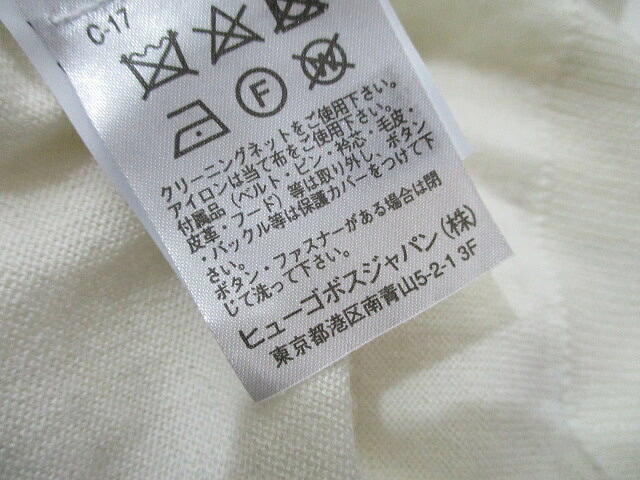 C-17
F
W
クリーニングネットをご使用下さい。
アイロンは当て布をご使用下さい。
付属品(ベルト・ピン・衿芯・毛皮・
皮革・フード)等は取り外し、ボタン
・バックル等は保護カバーをつけて下
さい。
ボタン・ファスナーがある場合は閉
じて洗って下さい。
ヒューゴボスジャパン(株)
東京都港区南青山5-2-1 3F